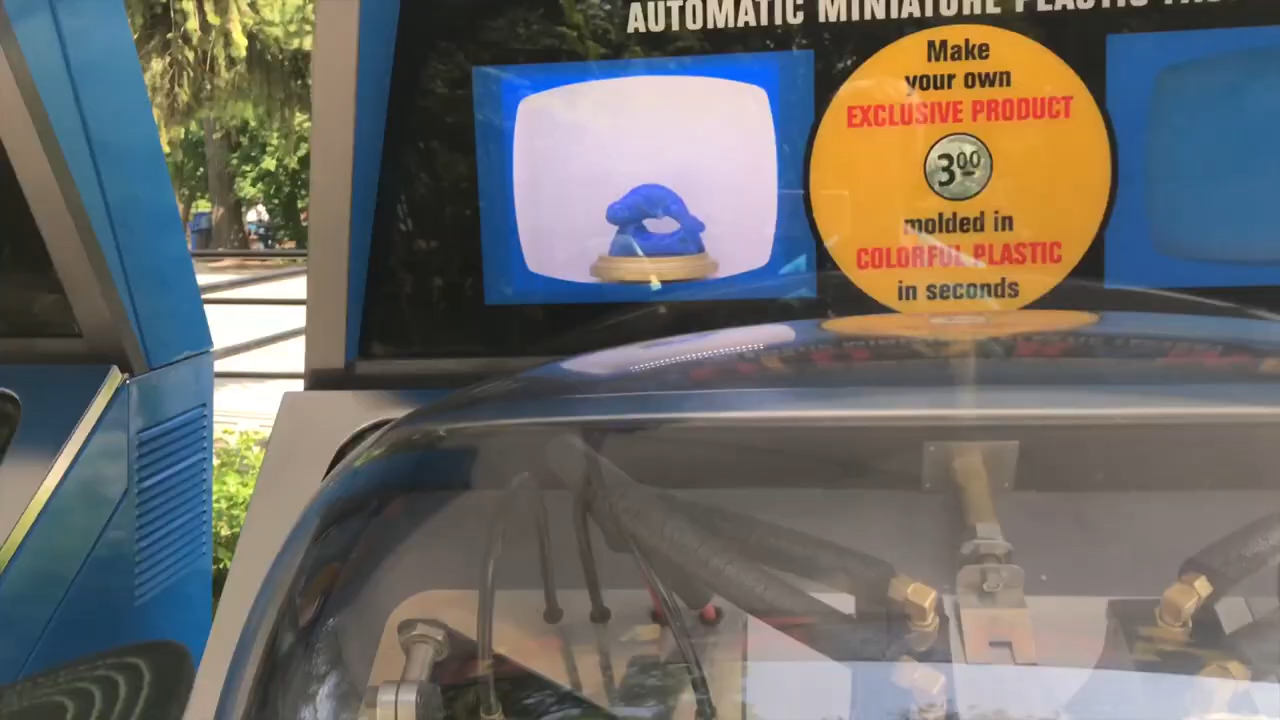 AUTOMATIC MINIATURE PLASTIC
Make
your own
EXCLUSIVE PRODUCT
3.00
molded in
COLORFUL PLASTIC
in seconds